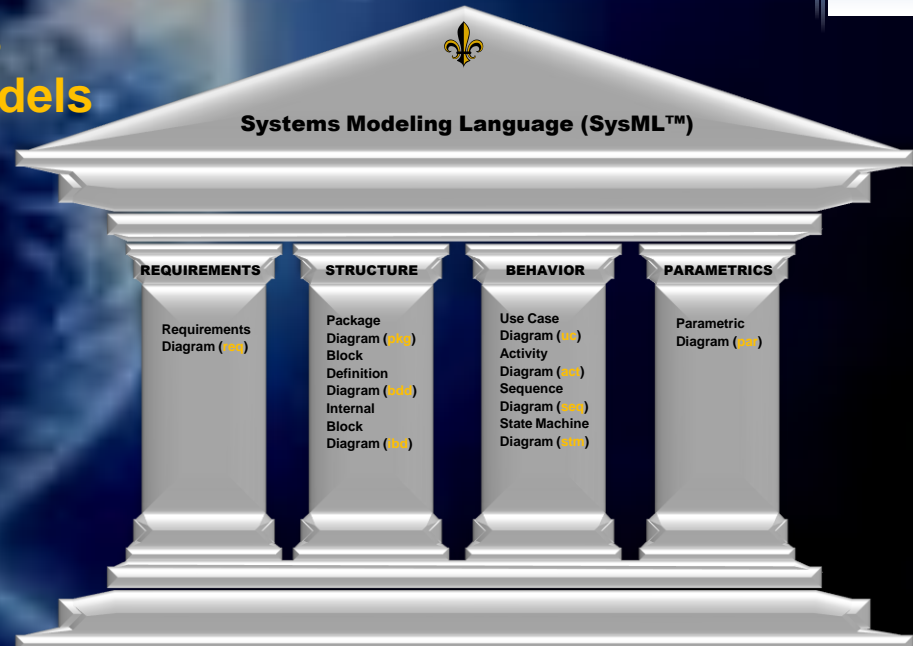 dels
Systems Modeling Language (SysML™)
REQUIREMENTS
Requirements
Diagram (req)
STRUCTURE
Package
Diagram (pkg)
Block
Definition
Diagram (bdd)
Internal
Block
Diagram (ibd)
BEHAVIOR
Use Case
Diagram (uc)
Activity
Diagram (act)
Sequence
Diagram (seq)
State Machine
Diagram (stm)
PARAMETRICS
Parametric
Diagram (par)